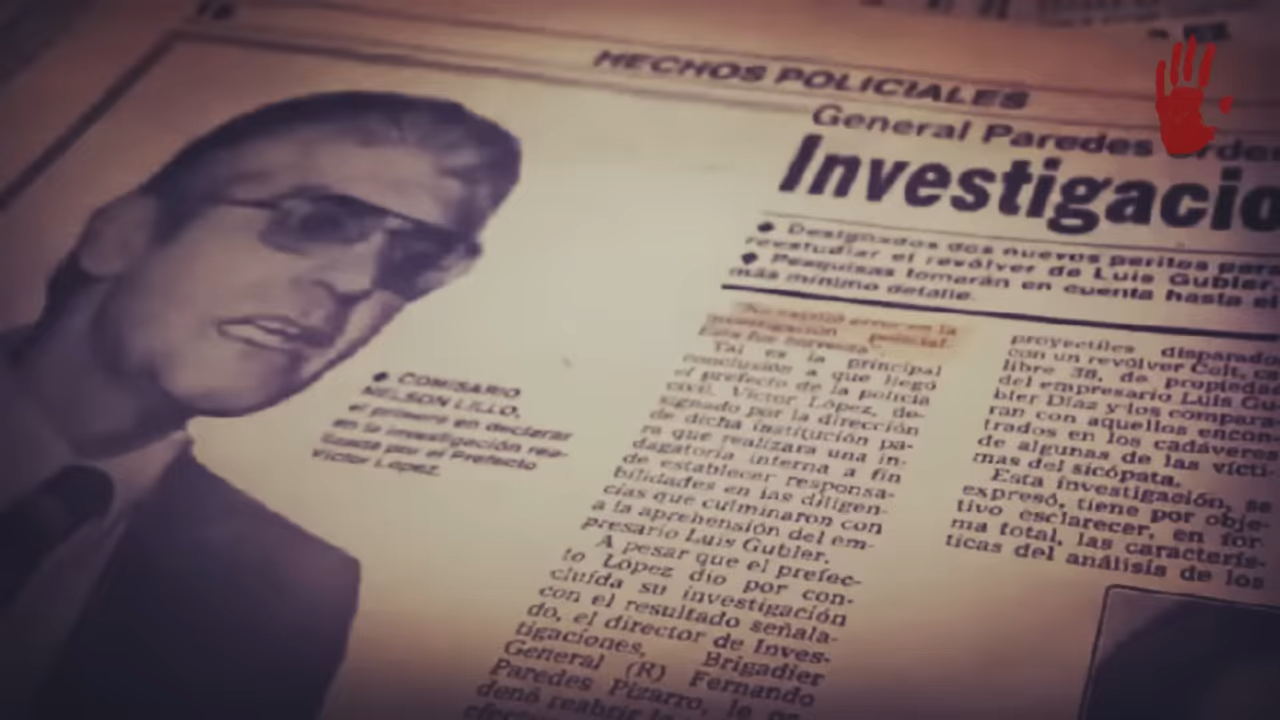 HECHOS POLICIALES
General Paredes orde
Investigacio
◆ Designados dos nuevos peritos para
reestudiar el revólver de Luis Gubler.
◆ Pesquisas tomarán en cuenta hasta el
más mínimo detalle.
◆ COMISARIO
NELSON LILLO,
el primero en declarar
en la investigación rea-
lizada por el Prefecto
Víctor López.
error en la
investigación policial.
Tal es la principal
conclusión a que llegó
el prefecto de la policía
civil, Víctor López, de-
signado por la dirección
de dicha institución pa-
ra que realizara una in-
dagatoria interna a fin
de establecer responsa-
bilidades en las diligen-
cias que culminaron con
a la aprehensión del em-
presario Luis Gubler.
A pesar que el prefec-
to López dio por con-
cluída su investigación
con el resultado señala-
do, el director de Inves-
tigaciones, Brigadier
General (R) Fernando
Paredes Pizarro, le or-
denó reabrir la
proyectiles disparado
con un revólver Colt, ca
libre 38, de propiedad
del empresario Luis Gu
bler Díaz y los compara
ran con aquellos encon-
trados en los cadáveres
de algunas de las vícti-
mas del sicópata.
Esta investigación, se
expresó, tiene por obje-
tivo esclarecer, en for-
ma total, las caracterís-
ticas del análisis de los